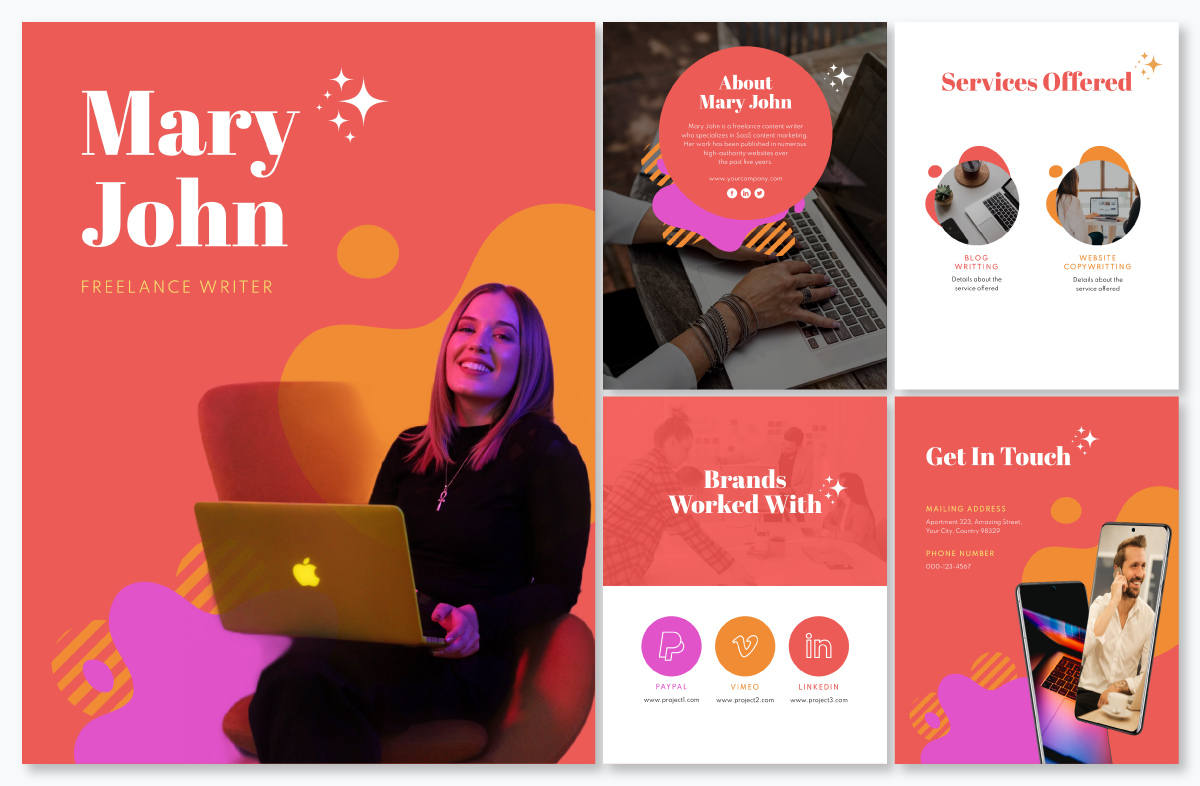 Mary
John
FREELANCE WRITER
About
Mary John
Mary John is a freelance content writer
who specializes in SaaS content marketing.
Her work has been published in numerous
high-authority websites over
the past five years.
www.yourcompany.com
Services Offered
BLOG
WRITTING
Details about the
service offered
WEBSITE
COPYWRITTING
Details about the
service offered
Brands
Worked With
PAYPAL
www.project1.com
VIMEO
www.project2.com
LINKEDIN
www.project3.com
Get In Touch
MAILING ADDRESS
Apartment 323, Amazing Street,
Your City, Country 98329
PHONE NUMBER
000-123-4567